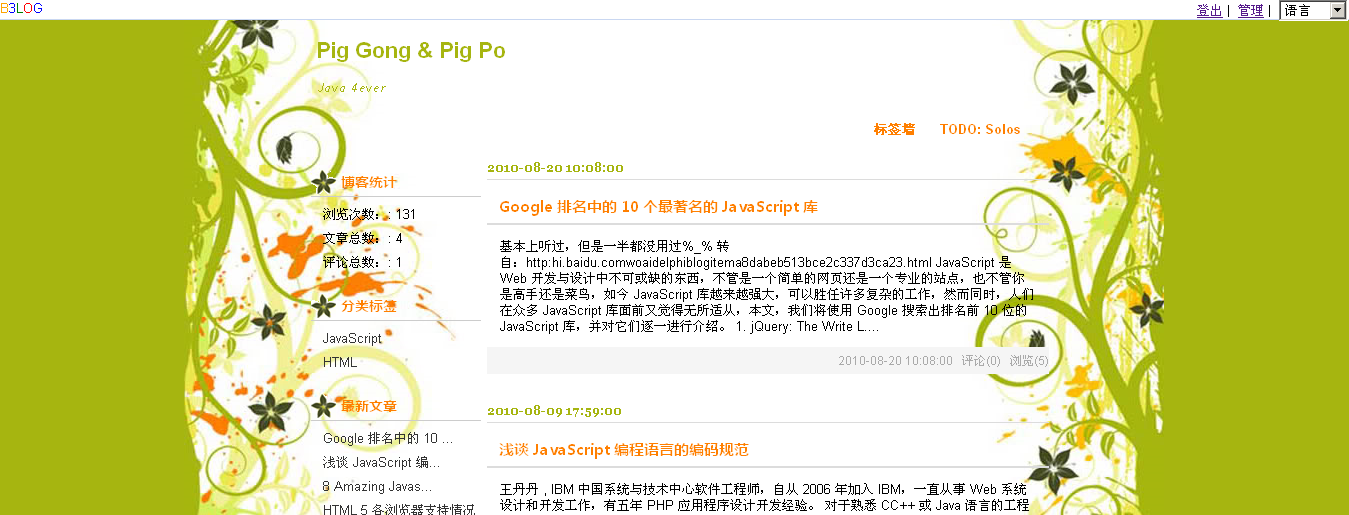 B3LOG
登出 | 管理 | 语言
Pig Gong & Pig Po
Java 4ever
标签墙 TODO: Solos
博客统计
浏览次数：: 131
文章总数：: 4
评论总数：: 1
分类标签
JavaScript
HTML
最新文章
Google 排名中的 10 ...
浅谈 JavaScript 编...
8 Amazing Javas...
HTML 5 各浏览器支持情况
2010-08-20 10:08:00
Google 排名中的 10 个最著名的 JavaScript 库
基本上听过，但是一半都没用过%_% 转
自：http:hi.baidu.comwoaidelphiblogitema8dabeb513bce2c337d3ca23.html JavaScript 是
Web 开发与设计中不可或缺的东西，不管是一个简单的网页还是一个专业的站点，也不管你
是高手还是菜鸟，如今 JavaScript 库越来越强大，可以胜任许多复杂的工作，然而同时，人们
在众多 JavaScript 库面前又觉得无所适从，本文，我们将使用 Google 搜索出排名前 10 位的
JavaScript 库，并对它们逐一进行介绍。 1. jQuery: The Write L....
2010-08-20 10:08:00 评论(0) 浏览(5)
2010-08-09 17:59:00
浅谈 JavaScript 编程语言的编码规范
王丹丹 , IBM 中国系统与技术中心软件工程师，自从 2006 年加入 IBM，一直从事 Web 系统
设计和开发工作，有五年 PHP 应用程序设计开发经验。 对于熟悉 CC++ 或 Java 语言的工程